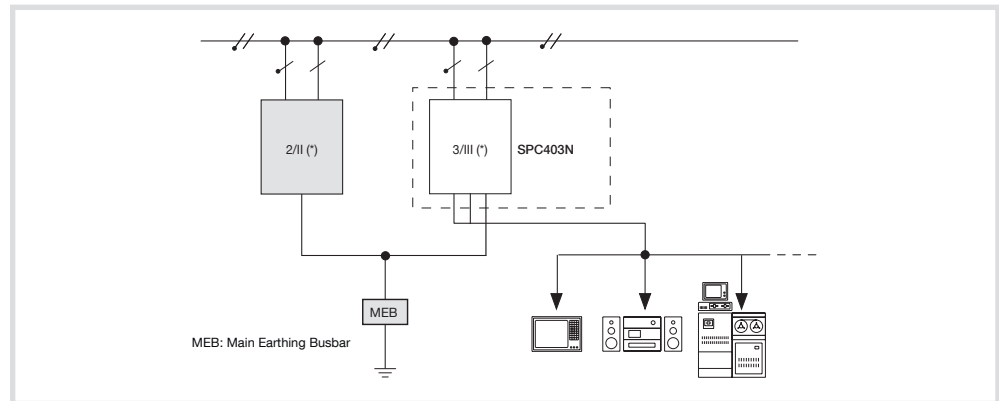 2/II (*)
3/III (*)
SPC403N
MEB
MEB: Main Earthing Busbar